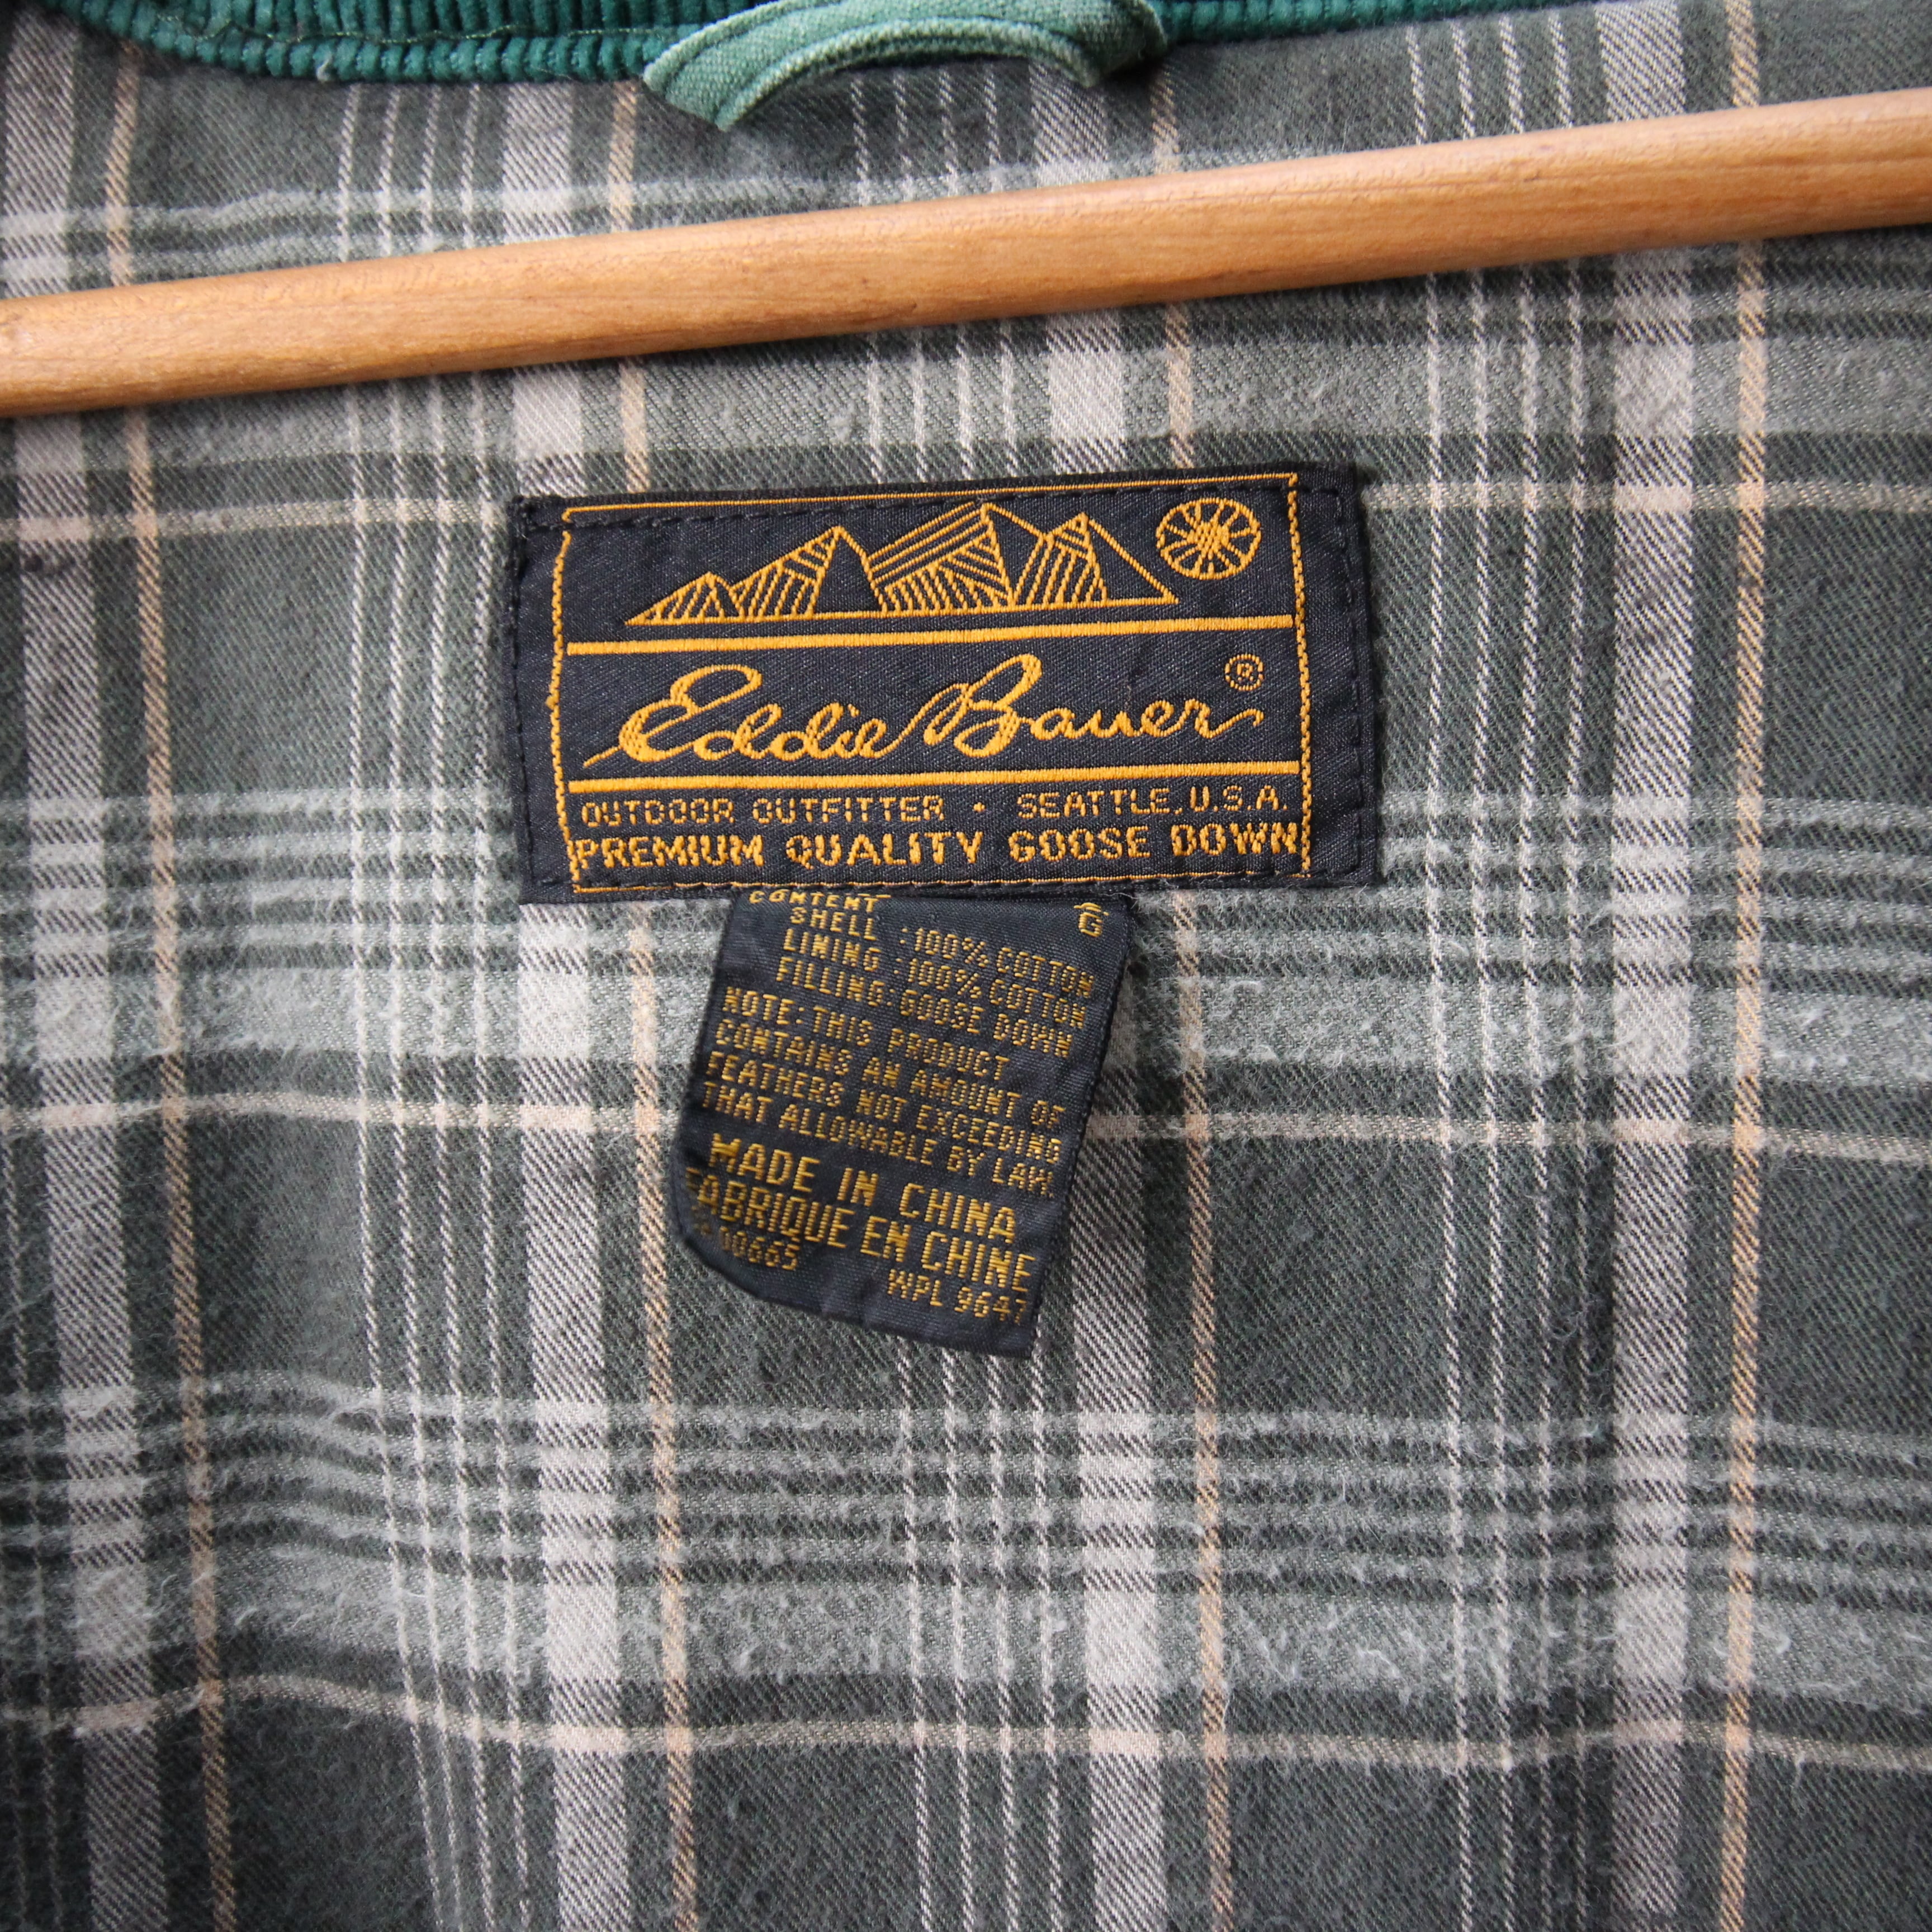 Eddie Bauer ®
OUTDOOR OUTFITTER • SEATTLE, U.S.A.
PREMIUM QUALITY GOOSE DOWN
CONTENT
SHELL : 100% COTTON
LINING : 100% COTTON
FILLING : GOOSE DOWN
NOTE: THIS PRODUCT
CONTAINS AN AMOUNT OF
FEATHERS NOT EXCEEDING
THAT ALLOWABLE BY LAW.
MADE IN CHINA
FABRIQUE EN CHINE
WPL 9647